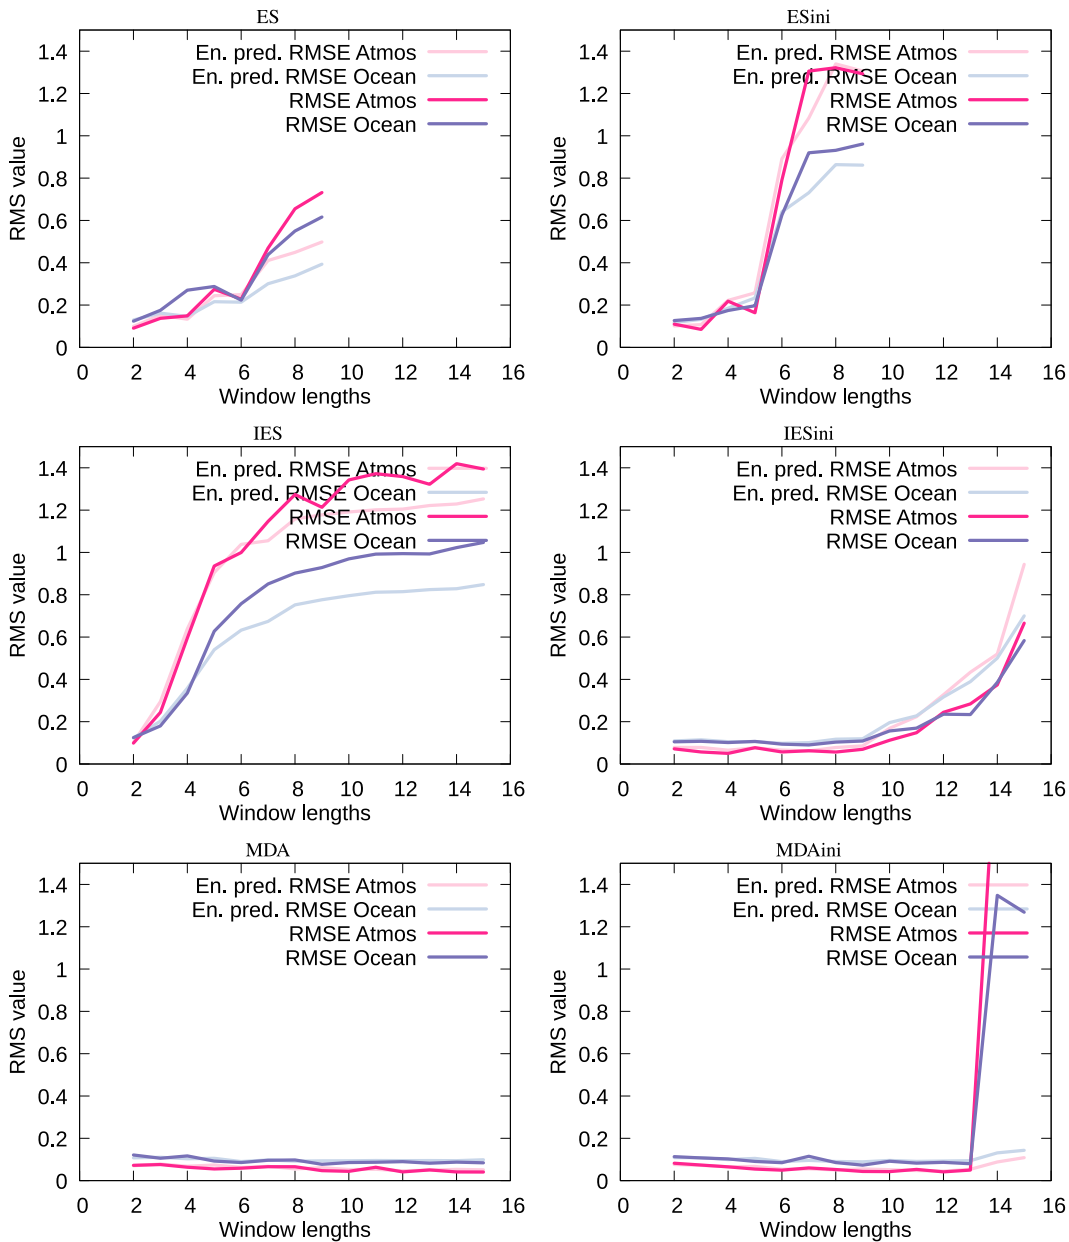 ES
RMS value
1.4
1.2
1
0.8
0.6
0.4
0.2
0
En. pred. RMSE Atmos
En. pred. RMSE Ocean
RMSE Atmos
RMSE Ocean
0 2 4 6 8 10 12 14 16
Window lengths
ESini
RMS value
1.4
1.2
1
0.8
0.6
0.4
0.2
0
En. pred. RMSE Atmos
En. pred. RMSE Ocean
RMSE Atmos
RMSE Ocean
0 2 4 6 8 10 12 14 16
Window lengths
IES
RMS value
1.4
1.2
1
0.8
0.6
0.4
0.2
0
En. pred. RMSE Atmos
En. pred. RMSE Ocean
RMSE Atmos
RMSE Ocean
0 2 4 6 8 10 12 14 16
Window lengths
IESini
RMS value
1.4
1.2
1
0.8
0.6
0.4
0.2
0
En. pred. RMSE Atmos
En. pred. RMSE Ocean
RMSE Atmos
RMSE Ocean
0 2 4 6 8 10 12 14 16
Window lengths
MDA
RMS value
1.4
1.2
1
0.8
0.6
0.4
0.2
0
En. pred. RMSE Atmos
En. pred. RMSE Ocean
RMSE Atmos
RMSE Ocean
0 2 4 6 8 10 12 14 16
Window lengths
MDAini
RMS value
1.4
1.2
1
0.8
0.6
0.4
0.2
0
En. pred. RMSE Atmos
En. pred. RMSE Ocean
RMSE Atmos
RMSE Ocean
0 2 4 6 8 10 12 14 16
Window lengths